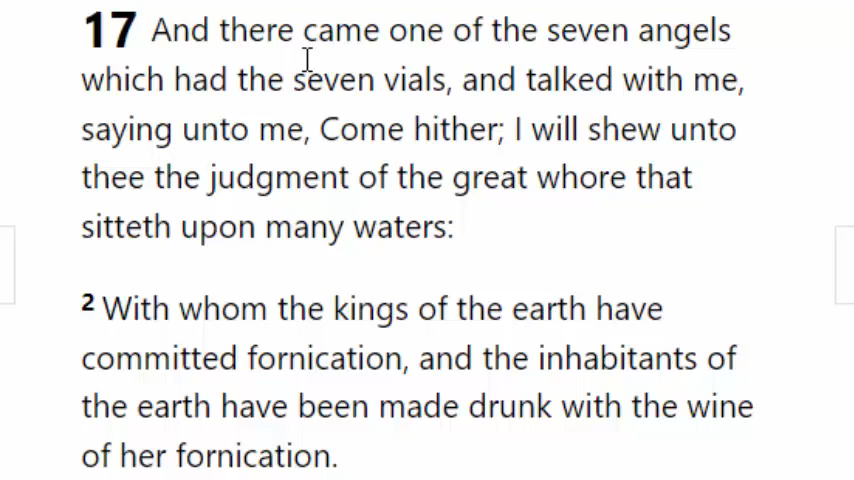 17 And there came one of the seven angels
which had the seven vials, and talked with me,
saying unto me, Come hither; I will shew unto
thee the judgment of the great whore that
sitteth upon many waters:
2 With whom the kings of the earth have
committed fornication, and the inhabitants of
the earth have been made drunk with the wine
of her fornication.